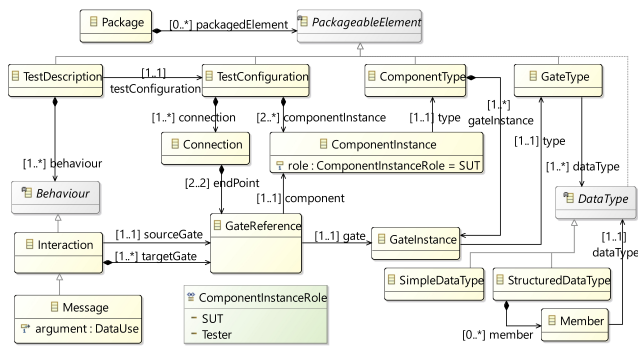 Package
[0..*] packagedElement
PackageableElement
TestDescription
[1..1]
testConfiguration
TestConfiguration
ComponentType
GateType
[1..*] connection
[2..*] componentInstance
[1..1] type
[1..*]
gateInstance
[1..1] type
Connection
ComponentInstance
role : ComponentInstanceRole = SUT
[1..*] behaviour
[2..2] endPoint
[1..*] dataType
Behaviour
[1..1] component
DataType
Interaction
[1..1] sourceGate
[1..*] targetGate
GateReference
[1..1] gate
GateInstance
[1..1]
dataType
SimpleDataType
StructuredDataType
Message
argument : DataUse
ComponentInstanceRole
SUT
Tester
[0..*] member
Member